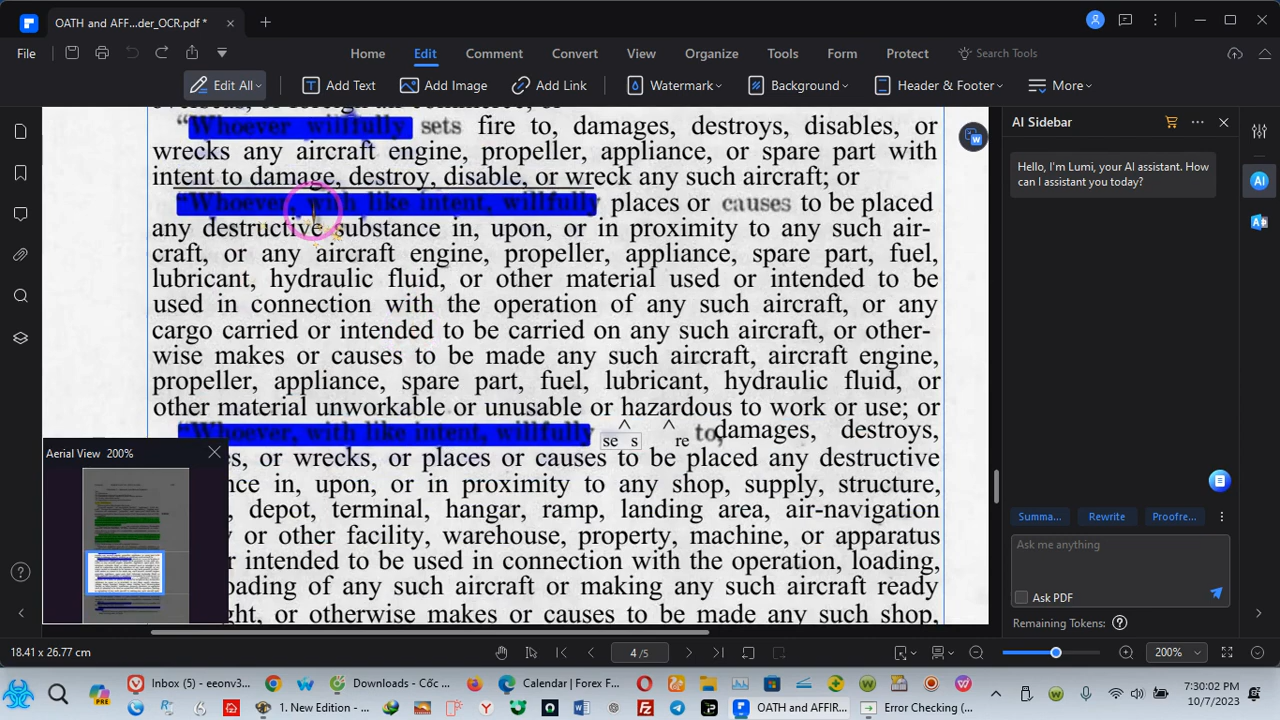 OATH and AFF...der_OCR.pdf *
File
Home
Edit
Comment
Convert
View
Organize
Tools
Form
Protect
Search Tools
Edit All
Add Text
Add Image
Add Link
Watermark
Background
Header & Footer
More
"Whoever wilfully sets fire to, damages, destroys, disables, or
wrecks any aircraft engine, propeller, appliance, or spare part with
intent to damage, destroy, disable, or wreck any such aircraft; or
"Whoever, with like intent, willfully places or causes to be placed
any destructive substance in, upon, or in proximity to any such air-
craft, or any aircraft engine, propeller, appliance, spare part, fuel,
lubricant, hydraulic fluid, or other material used or intended to be
used in connection with the operation of any such aircraft, or any
cargo carried or intended to be carried on any such aircraft, or other-
wise makes or causes to be made any such aircraft, aircraft engine,
propeller, appliance, spare part, fuel, lubricant, hydraulic fluid, or
other material unworkable or unusable or hazardous to work or use; or
"Whoever, with like intent, willfully se^s ^re to, damages, destroys,
es, or wrecks, or places or causes to be placed any destructive
nce in, upon, or in proximity to any shop, supply, structure,
, depot, terminal, hangar, ramp, landing area, air-navigation
y or other facility, warehouse, property, machine, or apparatus
r intended to be used in connection with the operation, loading,
oading of any such aircraft or making any such aircraft ready
ght, or otherwise makes or causes to be made any such shop,
Aerial View 200%
AI Sidebar
Hello, I'm Lumi, your AI assistant. How
can I assistant you today?
Summa...
Rewrite
Proofre...
Ask me anything
Ask PDF
Remaining Tokens:
18.41 x 26.77 cm
4 /5
200%
Inbox (5) - eeonv3...
Downloads - Cốc ...
Calendar | Forex F...
7:30:02 PM
PRE
1. New Edition - ...
OATH and AFFIR...
Error Checking (...
10/7/2023